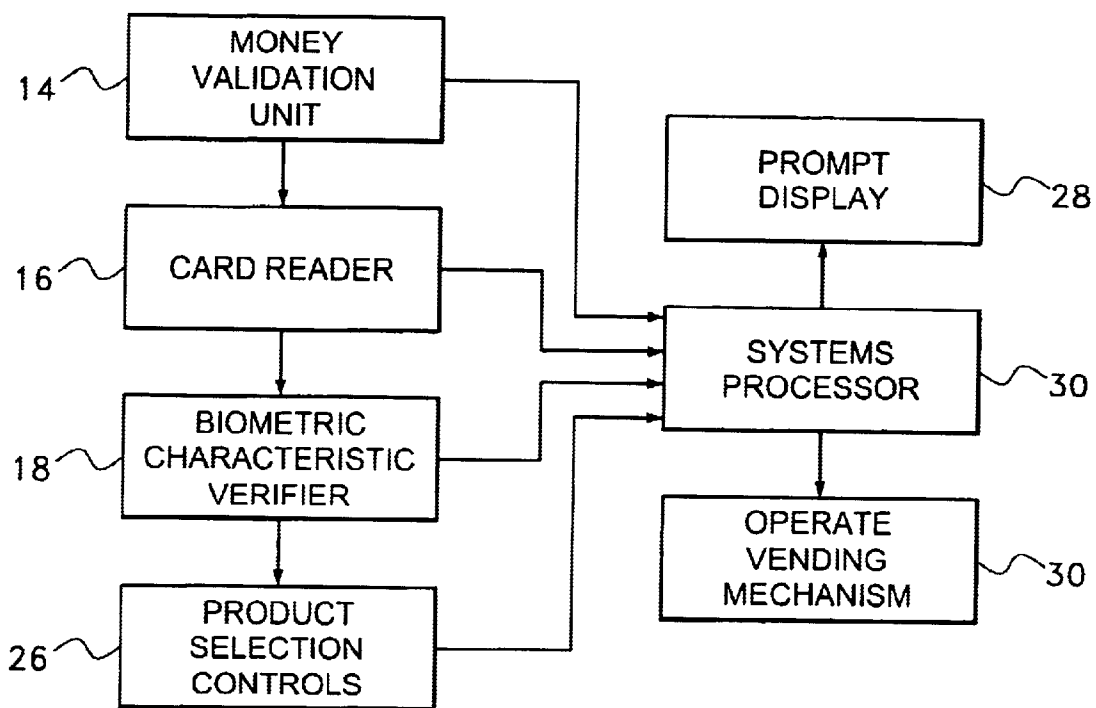 14
MONEY
VALIDATION
UNIT
16
CARD READER
18
BIOMETRIC
CHARACTERISTIC
VERIFIER
26
PRODUCT
SELECTION
CONTROLS
PROMPT
DISPLAY
28
SYSTEMS
PROCESSOR
30
OPERATE
VENDING
MECHANISM
30